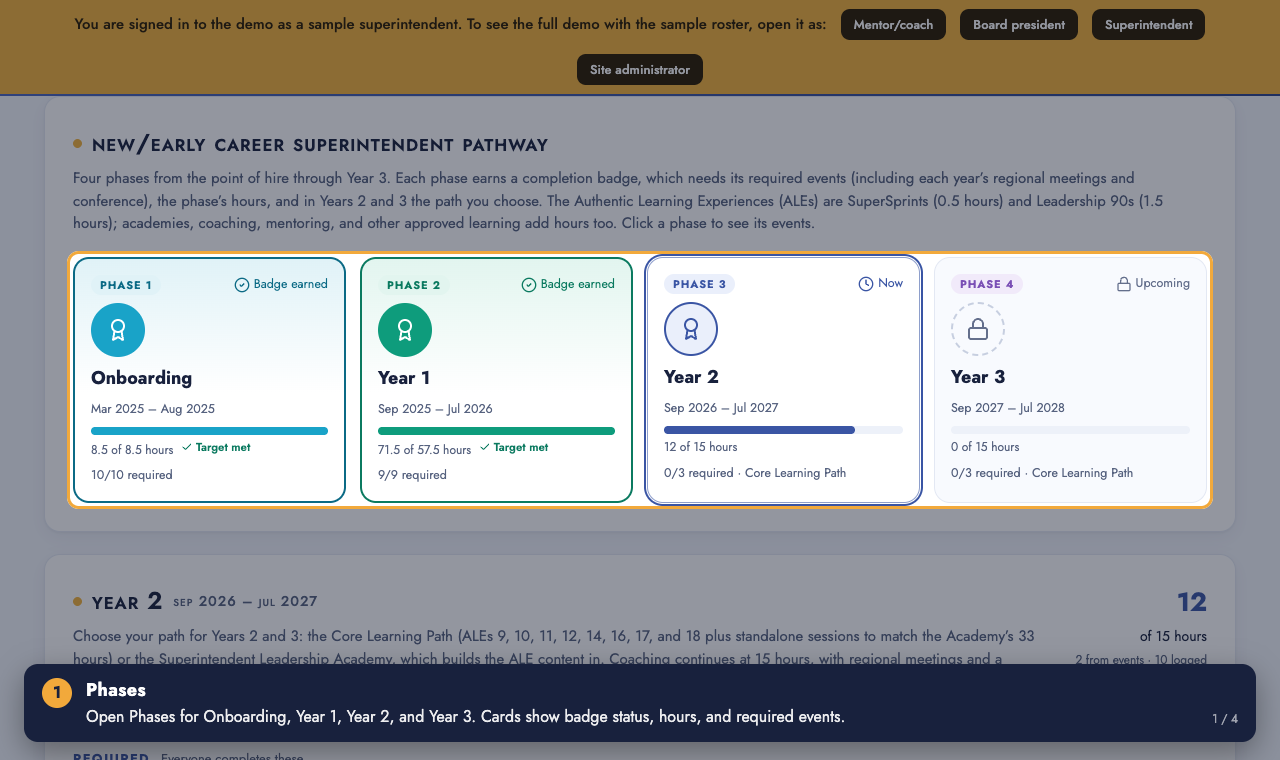 You are signed in to the demo as a sample superintendent. To see the full demo with the sample roster, open it as: Mentor/coach Board president Superintendent
Site administrator
NEW/EARLY CAREER SUPERINTENDENT PATHWAY
Four phases from the point of hire through Year 3. Each phase earns a completion badge, which needs its required events (including each year's regional meetings and
conference), the phase's hours, and in Years 2 and 3 the path you choose. The Authentic Learning Experiences (ALEs) are SuperSprints (0.5 hours) and Leadership 90s (1.5
hours); academies, coaching, mentoring, and other approved learning add hours too. Click a phase to see its events.
PHASE 1 Badge earned
Onboarding
Mar 2025 – Aug 2025
8.5 of 8.5 hours Target met
10/10 required
PHASE 2 Badge earned
Year 1
Sep 2025 – Jul 2026
71.5 of 57.5 hours Target met
9/9 required
PHASE 3 Now
Year 2
Sep 2026 – Jul 2027
12 of 15 hours
0/3 required · Core Learning Path
PHASE 4 Upcoming
Year 3
Sep 2027 – Jul 2028
0 of 15 hours
0/3 required · Core Learning Path
YEAR 2 SEP 2026 – JUL 2027
12
of 15 hours
2 from events · 10 logged
Choose your path for Years 2 and 3: the Core Learning Path (ALEs 9, 10, 11, 12, 14, 16, 17, and 18 plus standalone sessions to match the Academy's 33
hours) or the Superintendent Leadership Academy, which builds the ALE content in. Coaching continues at 15 hours, with regional meetings and a
1 Phases
Open Phases for Onboarding, Year 1, Year 2, and Year 3. Cards show badge status, hours, and required events.
1 / 4
REQUIRED Everyone completes these